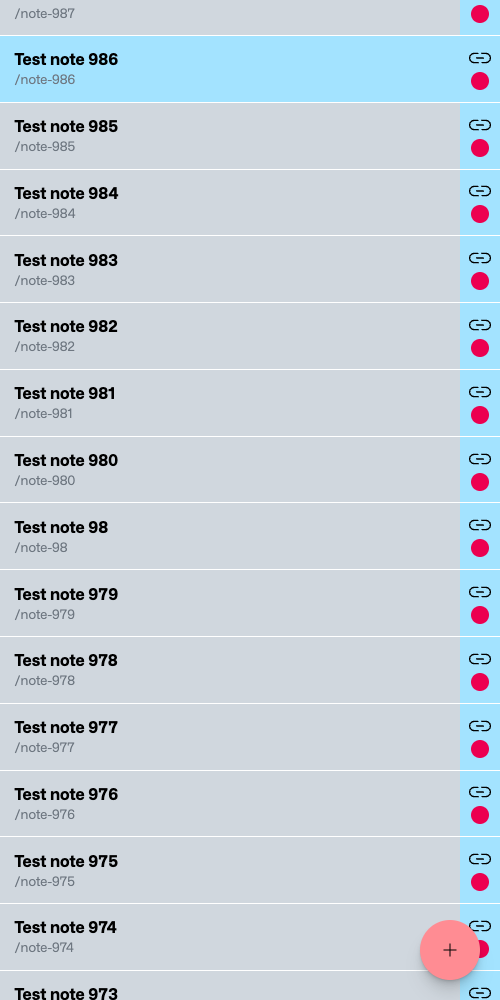 /note-987
Test note 986
/note-986
Test note 985
/note-985
Test note 984
/note-984
Test note 983
/note-983
Test note 982
/note-982
Test note 981
/note-981
Test note 980
/note-980
Test note 98
/note-98
Test note 979
/note-979
Test note 978
/note-978
Test note 977
/note-977
Test note 976
/note-976
Test note 975
/note-975
Test note 974
/note-974
Test note 973